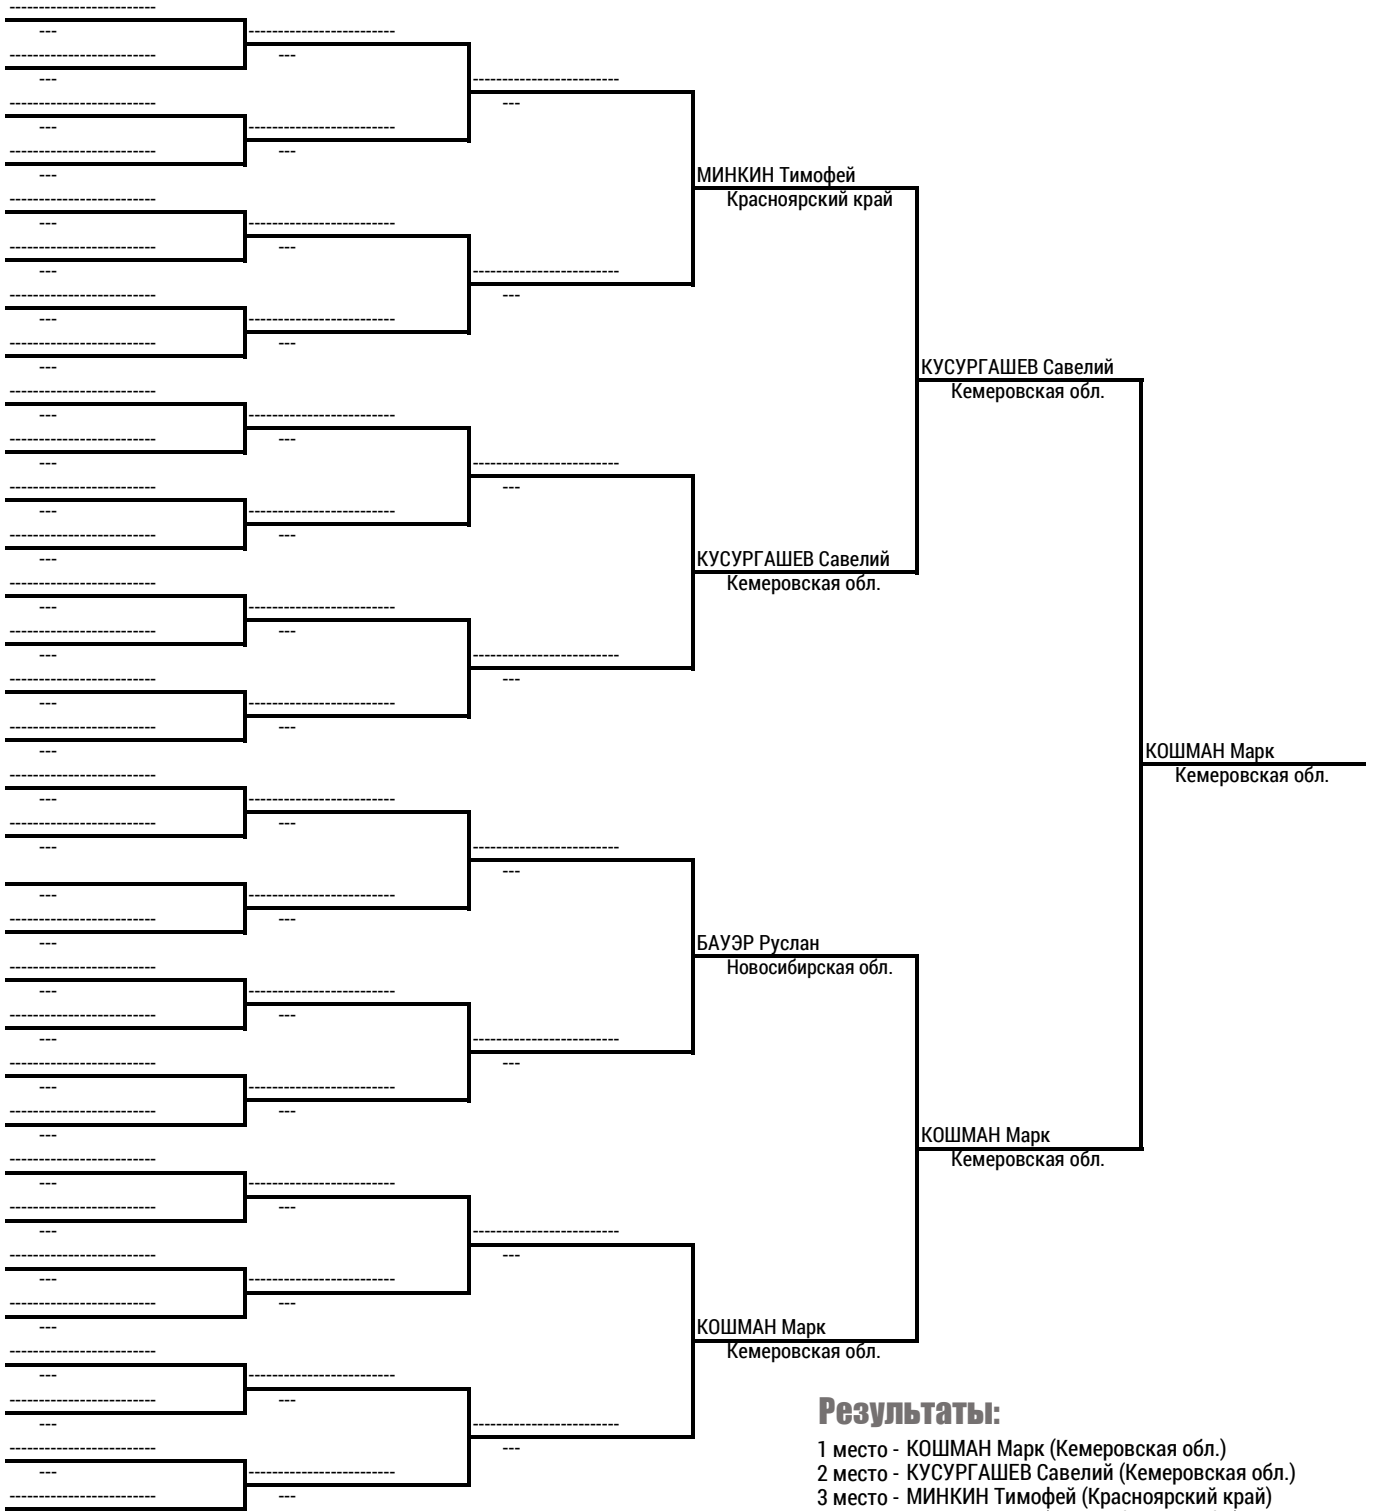 МИНКИН Тимофей
Красноярский край
КУСУРГАШЕВ Савелий
Кемеровская обл.
КУСУРГАШЕВ Савелий
Кемеровская обл.
КОШМАН Марк
Кемеровская обл.
БАУЭР Руслан
Новосибирская обл.
КОШМАН Марк
Кемеровская обл.
КОШМАН Марк
Кемеровская обл.
Результаты:
1 место - КОШМАН Марк (Кемеровская обл.)
2 место - КУСУРГАШЕВ Савелий (Кемеровская обл.)
3 место - МИНКИН Тимофей (Красноярский край)